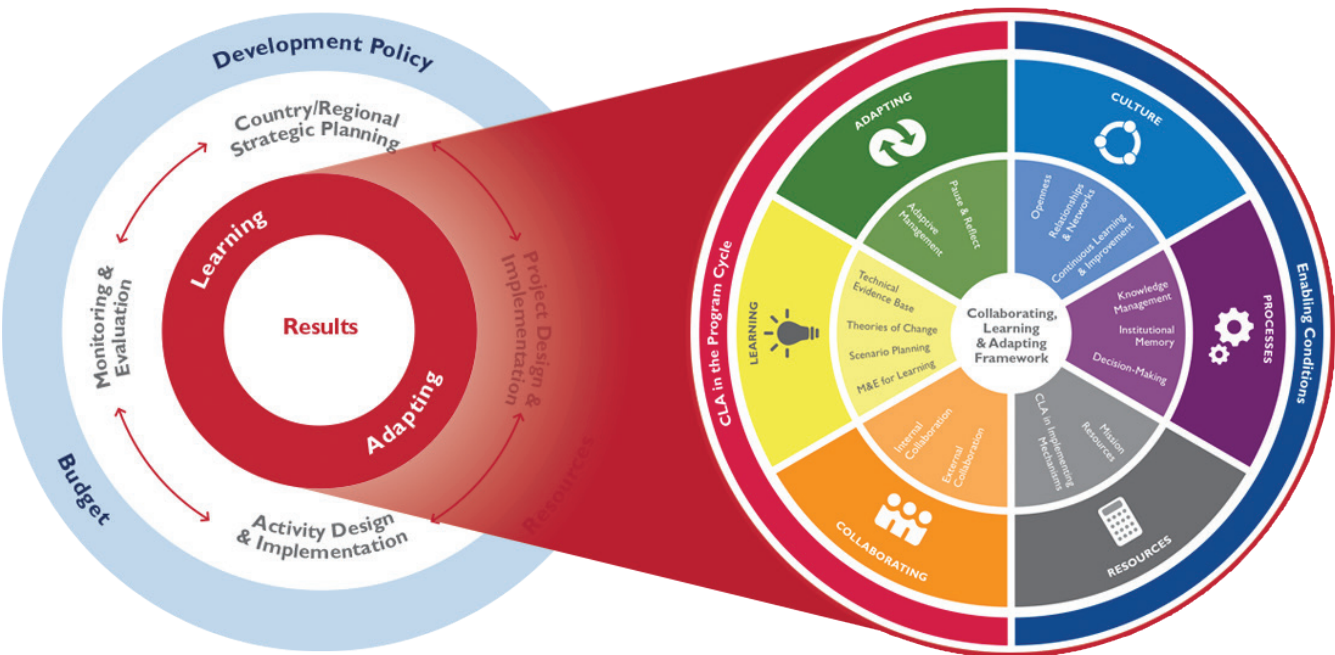 Development Policy
Country/Regional
Strategic Planning
Learning
Monitoring &
Evaluation
Results
Project Design &
Implementation
Adapting
Budget
Resources
Activity Design
& Implementation
CLA in the Program Cycle
Enabling Conditions
ADAPTING
Adaptive
Management
Pause & Reflect
CULTURE
Openness
Relationships
& Networks
Continuous Learning
& Improvement
LEARNING
Technical
Evidence Base
Theories of Change
Scenario Planning
M&E for Learning
Collaborating,
Learning
& Adapting
Framework
PROCESSES
Knowledge
Management
Institutional
Memory
Decision-Making
COLLABORATING
Internal
Collaboration
External
Collaboration
RESOURCES
CLA in Implementing
Mechanisms
Mission
Resources